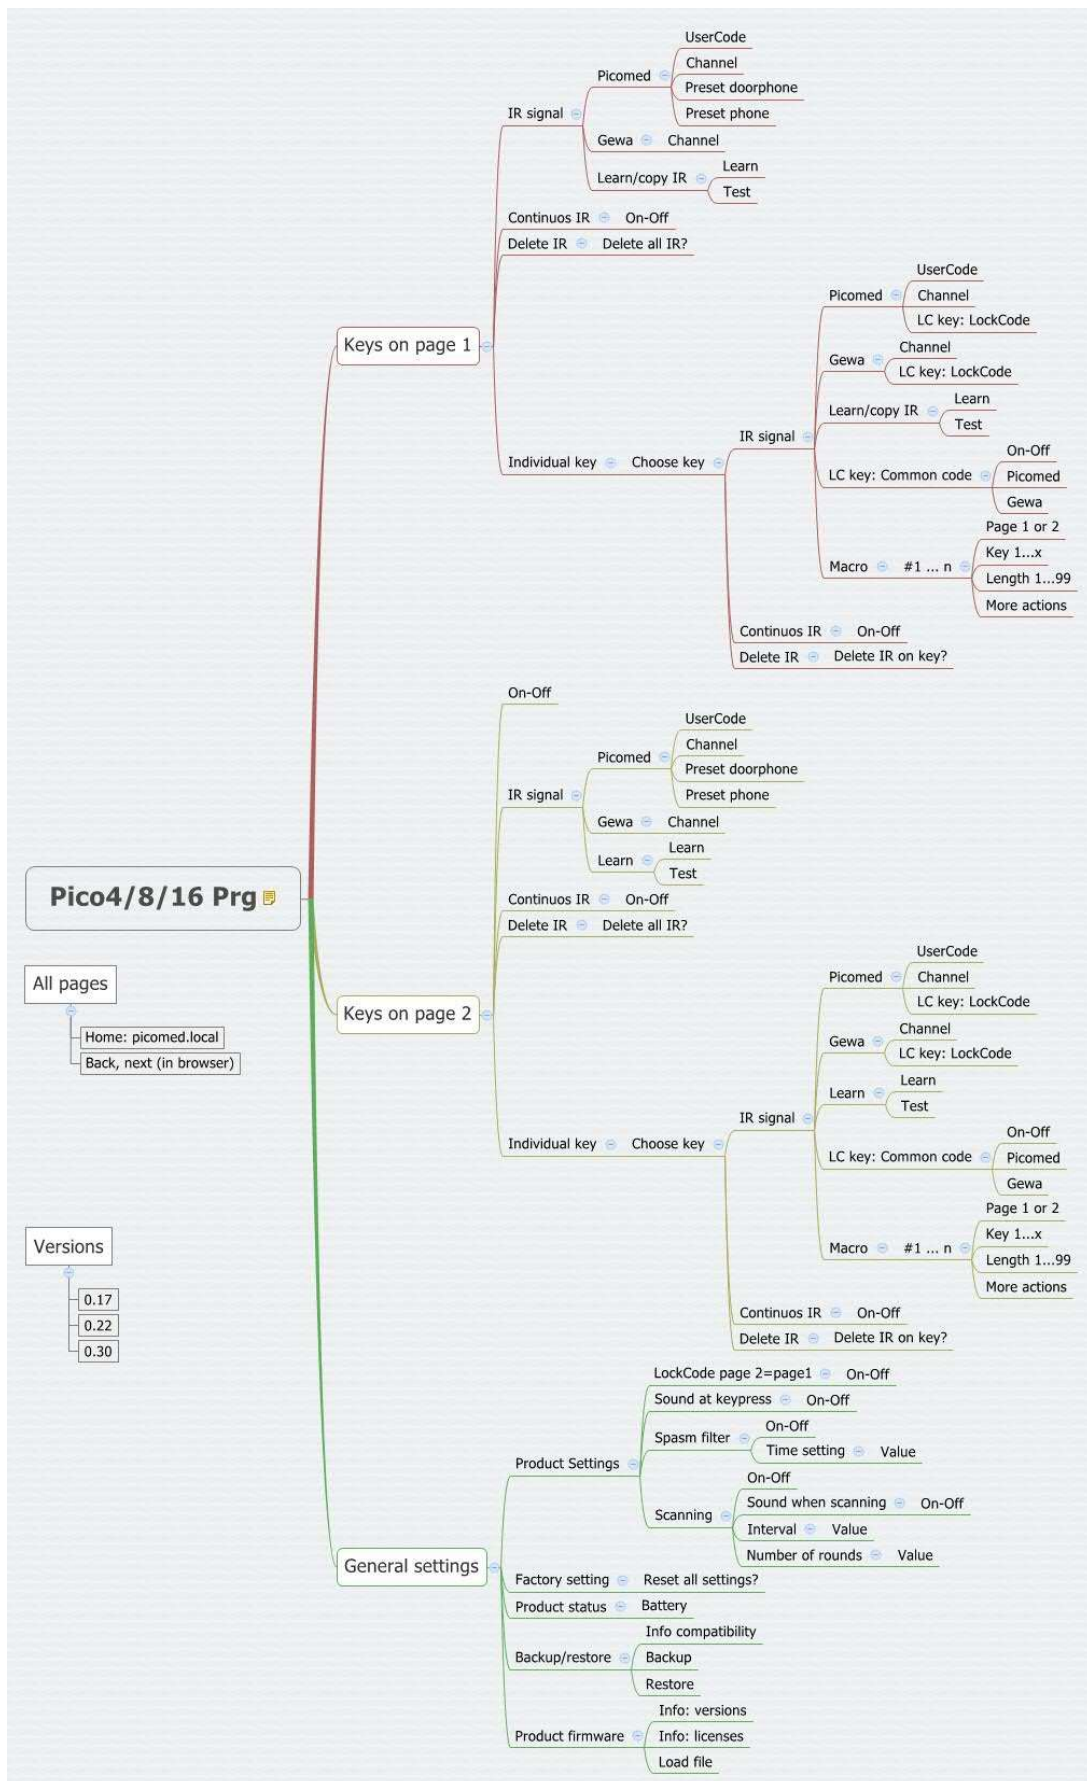 Pico4/8/16 Prg
Keys on page 1
IR signal
Picomed
UserCode
Channel
Preset doorphone
Preset phone
Gewa
Channel
Learn/copy IR
Learn
Test
Continuos IR
On-Off
Delete IR
Delete all IR?
Individual key
Choose key
IR signal
Picomed
UserCode
Channel
LC key: LockCode
Gewa
Channel
LC key: LockCode
Learn/copy IR
Learn
Test
LC key: Common code
On-Off
Picomed
Gewa
Macro
#1 ... n
Page 1 or 2
Key 1...x
Length 1...99
More actions
Continuos IR
On-Off
Delete IR
Delete IR on key?
Keys on page 2
On-Off
IR signal
Picomed
UserCode
Channel
Preset doorphone
Preset phone
Gewa
Channel
Learn
Learn
Test
Continuos IR
On-Off
Delete IR
Delete all IR?
Individual key
Choose key
IR signal
Picomed
UserCode
Channel
LC key: LockCode
Gewa
Channel
LC key: LockCode
Learn
Learn
Test
LC key: Common code
On-Off
Picomed
Gewa
Macro
#1 ... n
Page 1 or 2
Key 1...x
Length 1...99
More actions
Continuos IR
On-Off
Delete IR
Delete IR on key?
General settings
Product Settings
LockCode page 2=page1
On-Off
Sound at keypress
On-Off
Spasm filter
On-Off
Time setting
Value
Scanning
On-Off
Sound when scanning
On-Off
Interval
Value
Number of rounds
Value
Factory setting
Reset all settings?
Product status
Battery
Backup/restore
Info compatibility
Backup
Restore
Product firmware
Info: versions
Info: licenses
Load file
All pages
Home: picomed.local
Back, next (in browser)
Versions
0.17
0.22
0.30